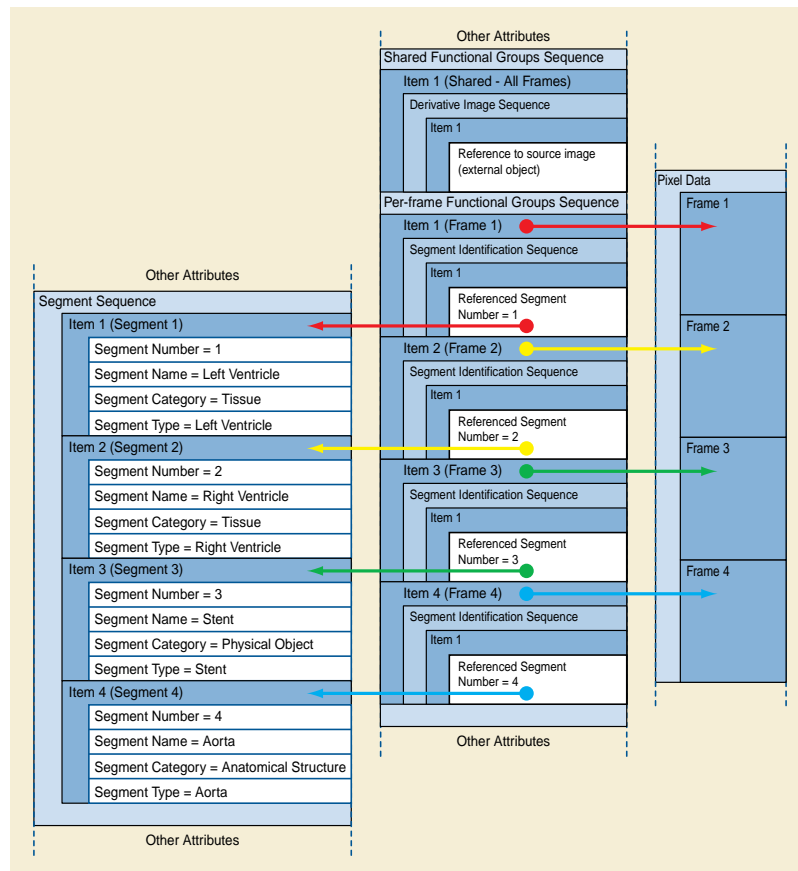 Other Attributes
Shared Functional Groups Sequence
Item 1 (Shared - All Frames)
Derivative Image Sequence
Item 1
Reference to source image
(external object)
Per-frame Functional Groups Sequence
Item 1 (Frame 1)
Segment Identification Sequence
Item 1
Referenced Segment
Number = 1
Item 2 (Frame 2)
Segment Identification Sequence
Item 1
Referenced Segment
Number = 2
Item 3 (Frame 3)
Segment Identification Sequence
Item 1
Referenced Segment
Number = 3
Item 4 (Frame 4)
Segment Identification Sequence
Item 1
Referenced Segment
Number = 4
Other Attributes
Other Attributes
Segment Sequence
Item 1 (Segment 1)
Segment Number = 1
Segment Name = Left Ventricle
Segment Category = Tissue
Segment Type = Left Ventricle
Item 2 (Segment 2)
Segment Number = 2
Segment Name = Right Ventricle
Segment Category = Tissue
Segment Type = Right Ventricle
Item 3 (Segment 3)
Segment Number = 3
Segment Name = Stent
Segment Category = Physical Object
Segment Type = Stent
Item 4 (Segment 4)
Segment Number = 4
Segment Name = Aorta
Segment Category = Anatomical Structure
Segment Type = Aorta
Other Attributes
Pixel Data
Frame 1
Frame 2
Frame 3
Frame 4